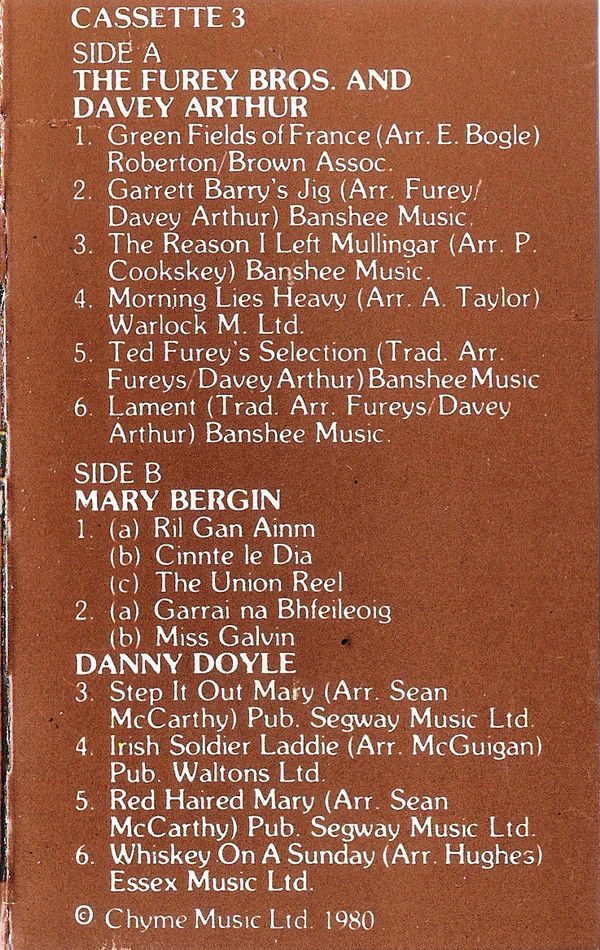 CASSETTE 3
SIDE A
THE FUREY BROS. AND
DAVEY ARTHUR
1. Green Fields of France (Arr. E. Bogle)
Roberton/Brown Assoc.
2. Garrett Barry's Jig (Arr. Furey/
Davey Arthur) Banshee Music.
3. The Reason I Left Mullingar (Arr. P.
Cookskey) Banshee Music.
4. Morning Lies Heavy (Arr. A. Taylor)
Warlock M. Ltd.
5. Ted Furey's Selection (Trad. Arr.
Fureys/Davey Arthur) Banshee Music
6. Lament (Trad. Arr. Fureys/Davey
Arthur) Banshee Music.
SIDE B
MARY BERGIN
1. (a) Ril Gan Ainm
(b) Cinnte le Dia
(c) The Union Reel
2. (a) Garrai na Bhfeileoig
(b) Miss Galvin
DANNY DOYLE
3. Step It Out Mary (Arr. Sean
McCarthy) Pub. Segway Music Ltd.
4. Irish Soldier Laddie (Arr. McGuigan)
Pub. Waltons Ltd.
5. Red Haired Mary (Arr. Sean
McCarthy) Pub. Segway Music Ltd.
6. Whiskey On A Sunday (Arr. Hughes)
Essex Music Ltd.
© Chyme Music Ltd. 1980